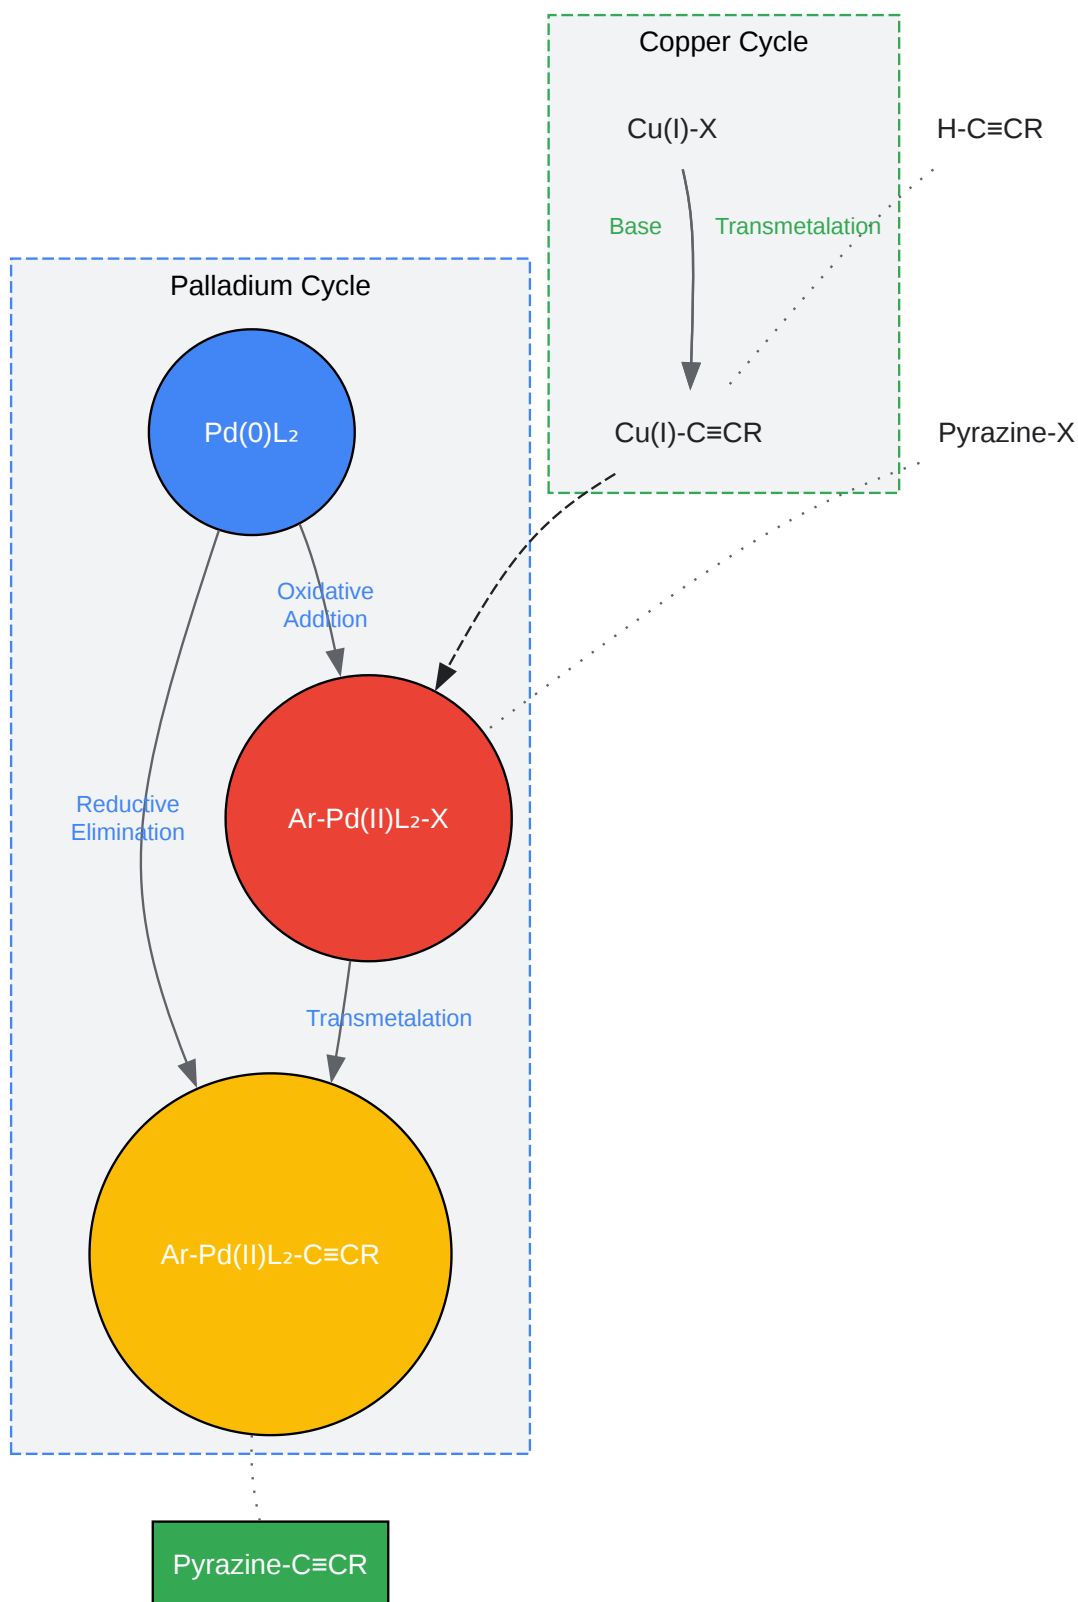 Copper Cycle
Cu(I)-X
H-C≡CR
Base
Transmetalation
Palladium Cycle
Pd(0)L₂
Cu(I)-C≡CR
Pyrazine-X
Oxidative
Addition
Reductive
Elimination
Ar-Pd(II)L₂-X
Transmetalation
Ar-Pd(II)L₂-C≡CR
Pyrazine-C≡CR